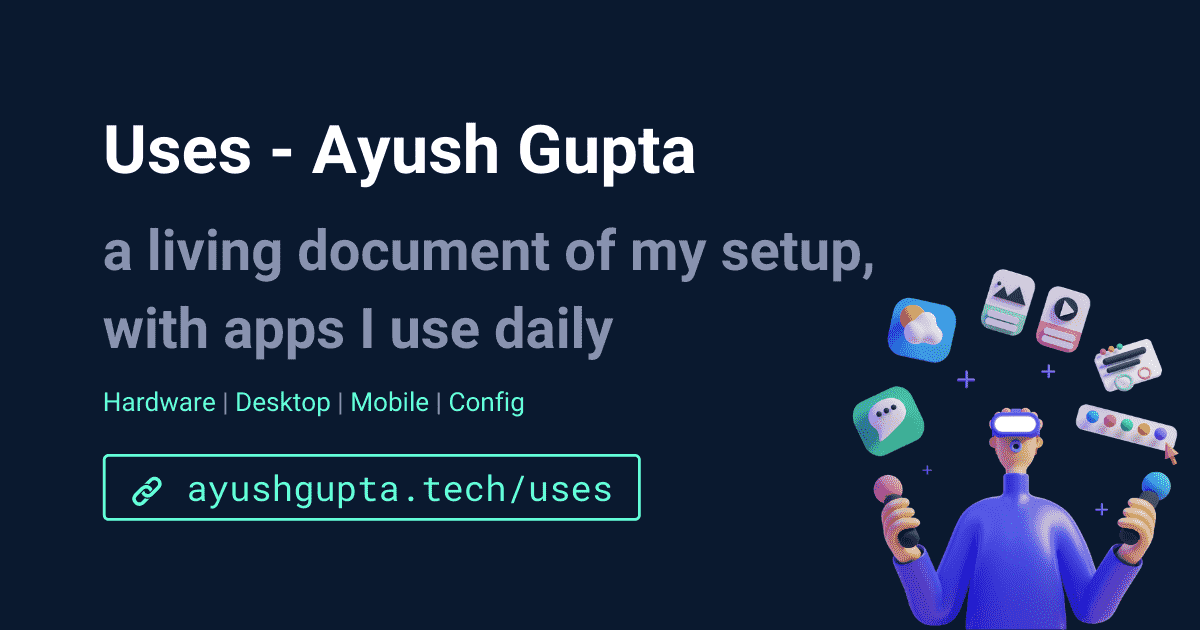 Uses - Ayush Gupta
a living document of my setup,
with apps I use daily
Hardware | Desktop | Mobile | Config
ayushgupta.tech/uses